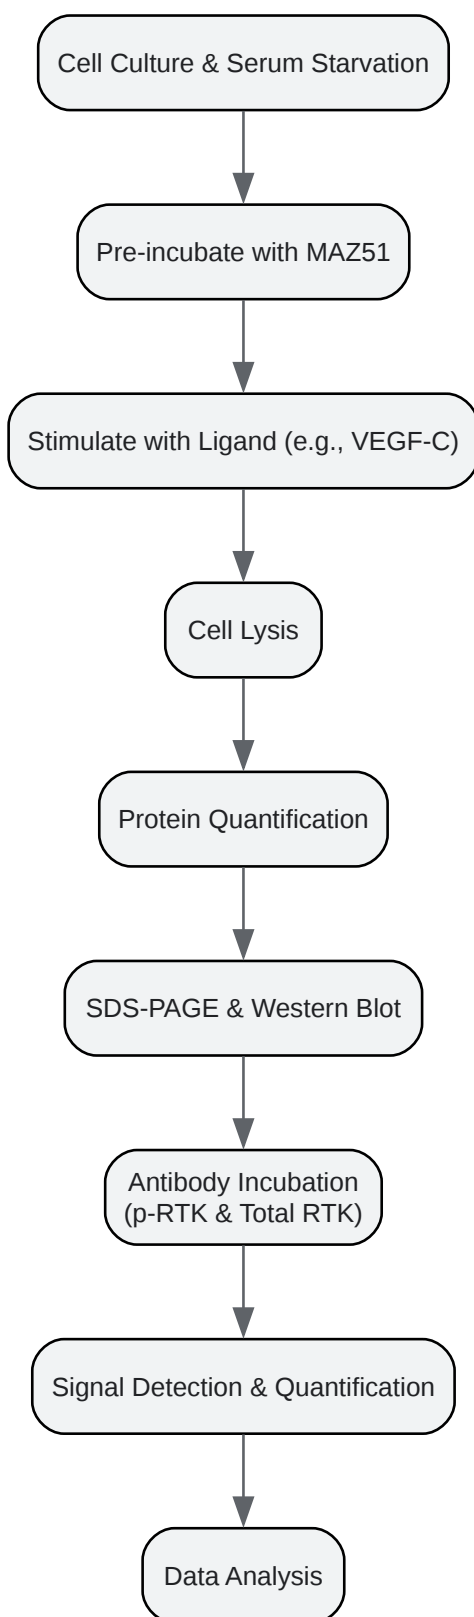 Cell Culture & Serum Starvation
Pre-incubate with MAZ51
Stimulate with Ligand (e.g., VEGF-C)
Cell Lysis
Protein Quantification
SDS-PAGE & Western Blot
Antibody Incubation
(p-RTK & Total RTK)
Signal Detection & Quantification
Data Analysis